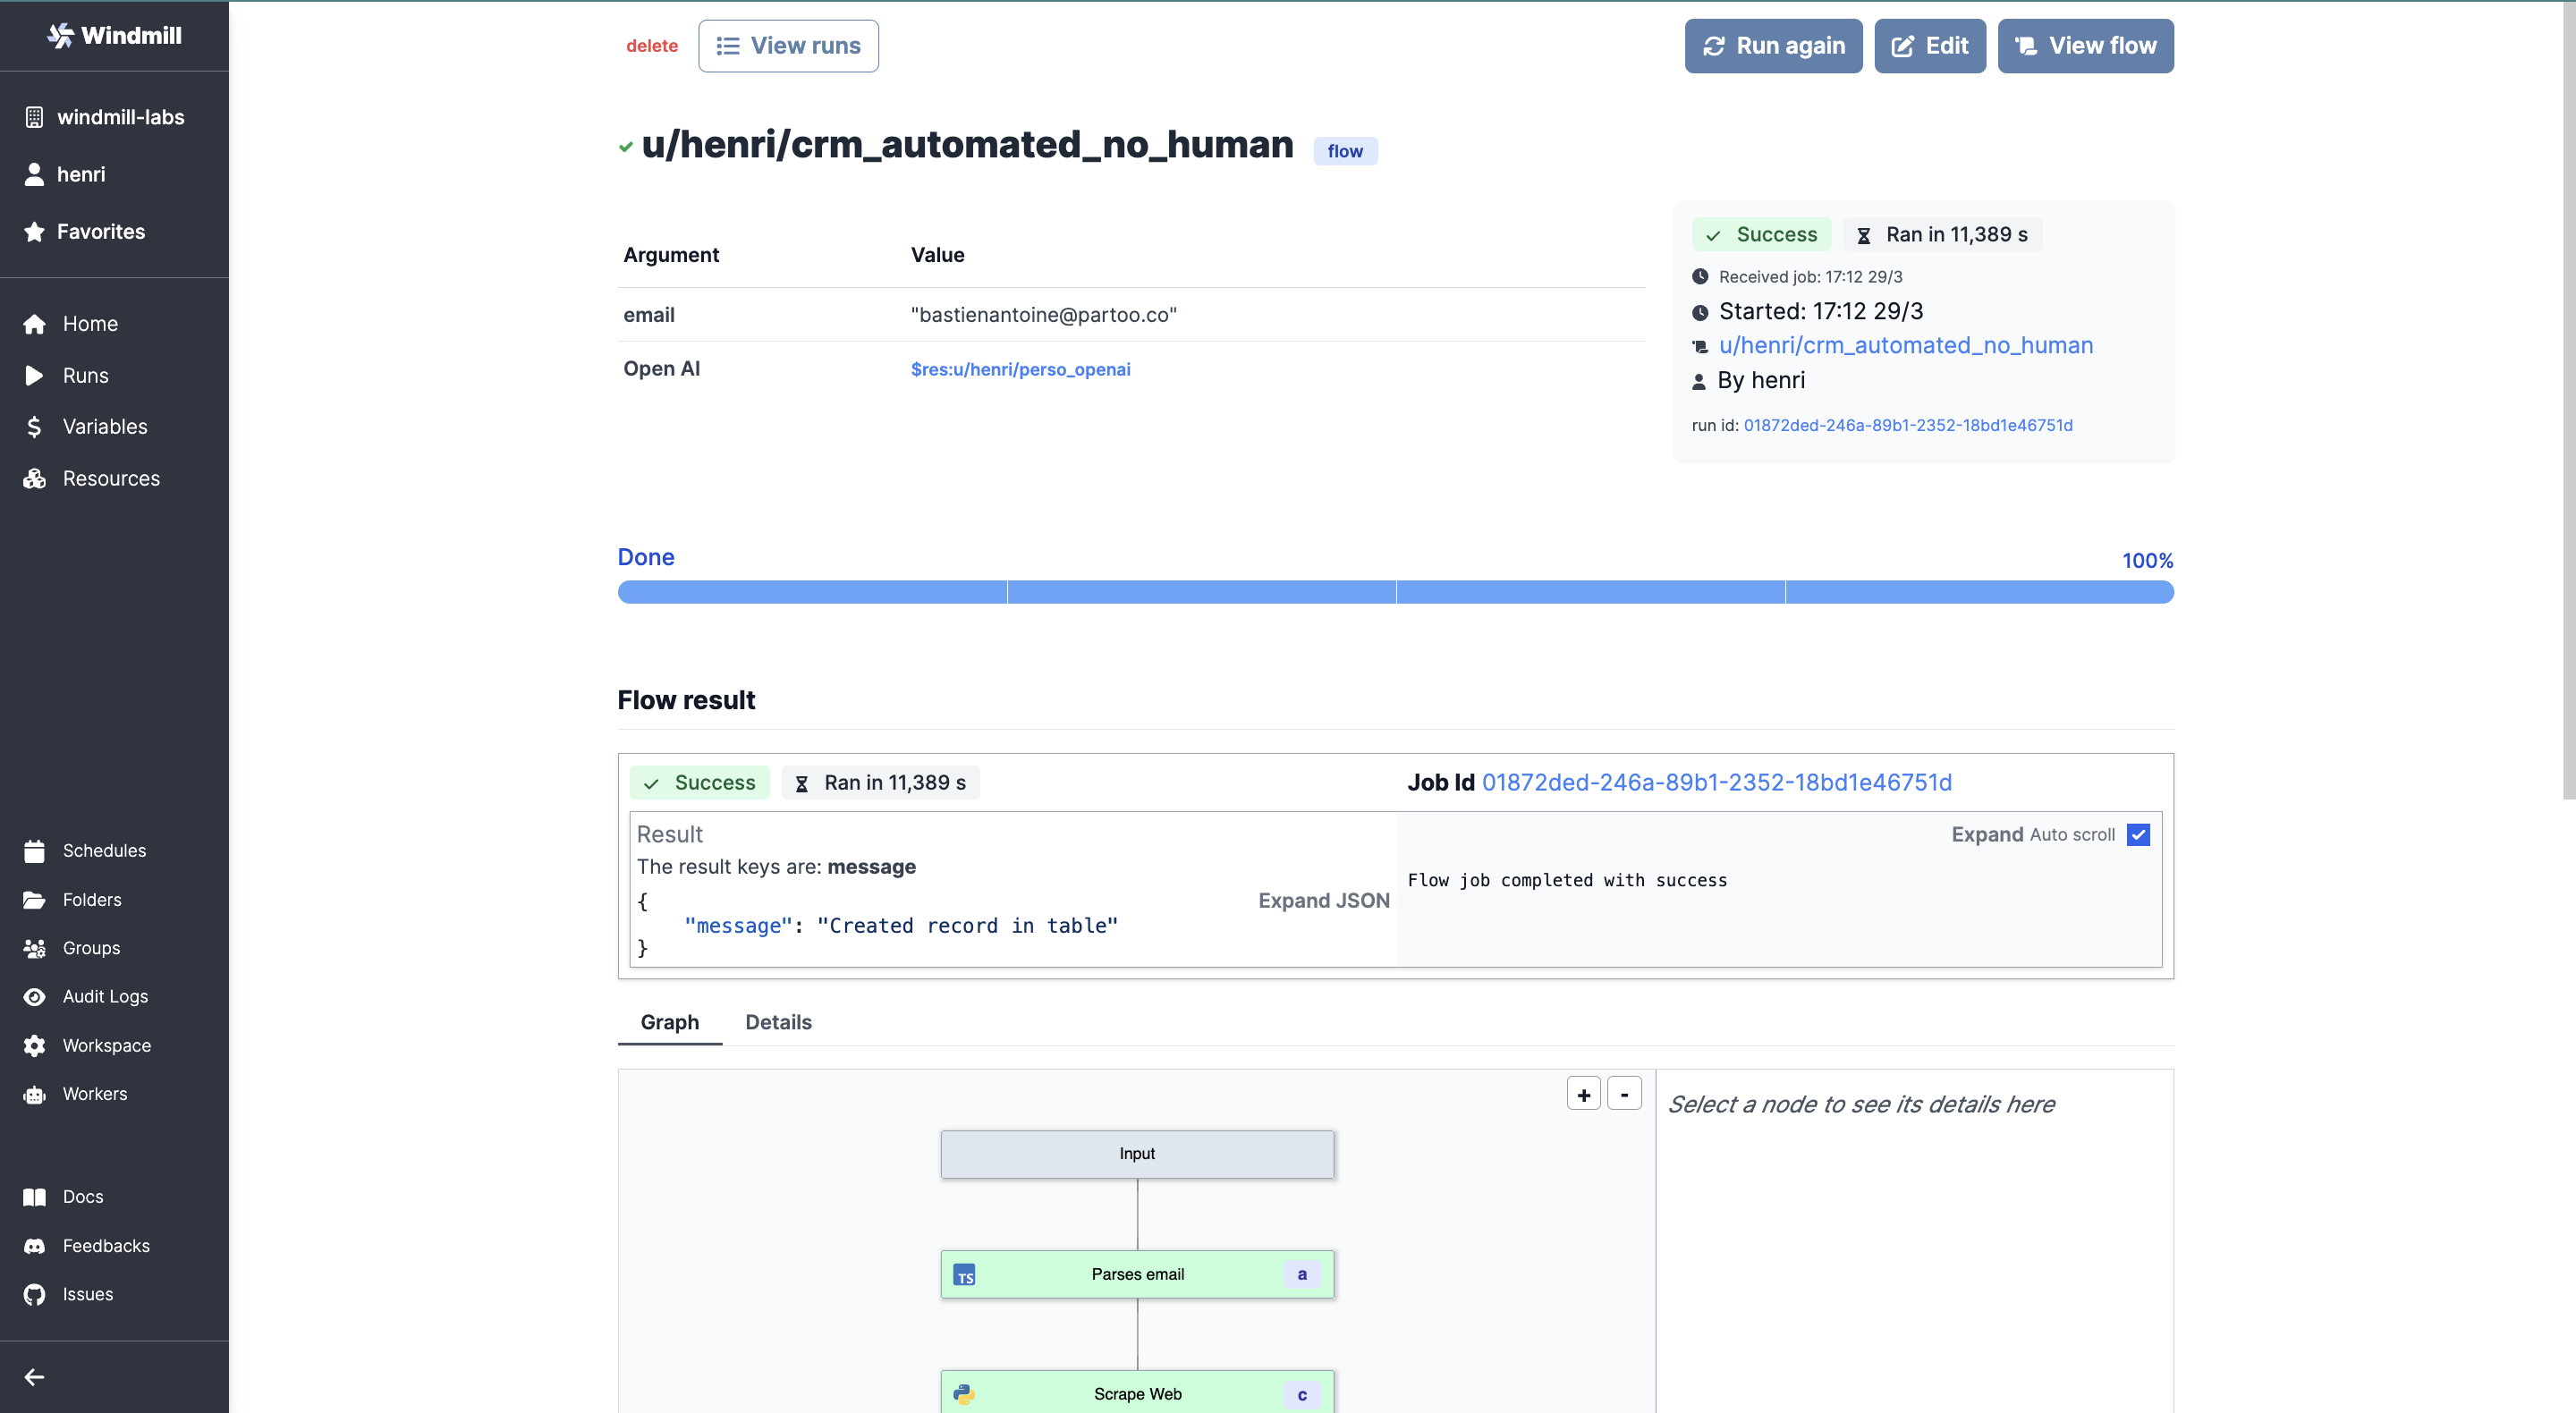 Windmill
windmill-labs
henri
Favorites
Home
Runs
Variables
Resources
Schedules
Folders
Groups
Audit Logs
Workspace
Workers
Docs
Feedbacks
Issues
delete
View runs
Run again
Edit
View flow
u/henri/crm_automated_no_human
flow
Argument Value
email "bastienantoine@partoo.co"
Open AI $res:u/henri/perso_openai
Success
Ran in 11,389 s
Received job: 17:12 29/3
Started: 17:12 29/3
u/henri/crm_automated_no_human
By henri
run id: 01872ded-246a-89b1-2352-18bd1e46751d
Done
100%
Flow result
Success
Ran in 11,389 s
Job Id 01872ded-246a-89b1-2352-18bd1e46751d
Result
The result keys are: message
Expand JSON
{
"message": "Created record in table"
}
Expand Auto scroll
Flow job completed with success
Graph
Details
+ -
Input
TS Parses email a
Scrape Web c
Select a node to see its details here